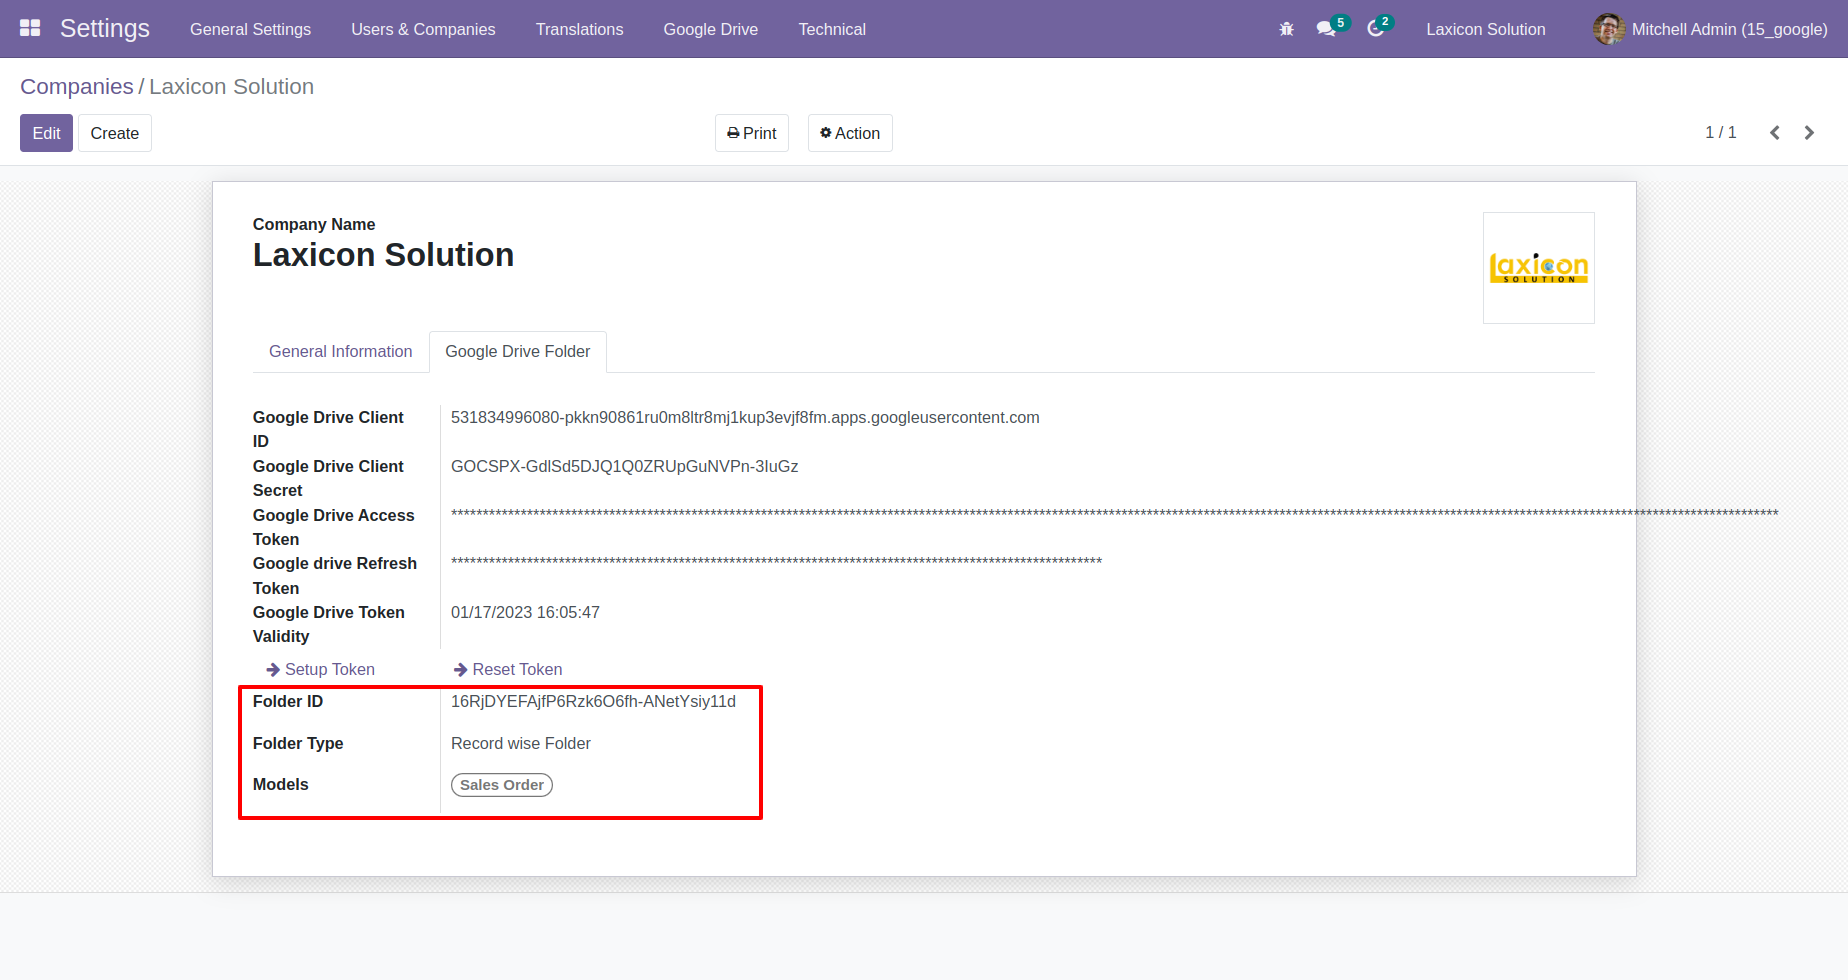 Settings General Settings Users & Companies Translations Google Drive Technical 5 2 Laxicon Solution Mitchell Admin (15_google)
Companies / Laxicon Solution
Edit Create Print Action 1 / 1
Company Name
Laxicon Solution
laxicon
SOLUTION
General Information Google Drive Folder
Google Drive Client ID
531834996080-pkkn90861ru0m8ltr8mj1kup3evjf8fm.apps.googleusercontent.com
Google Drive Client Secret
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
Google Drive Access Token
Google drive Refresh Token
Google Drive Token Validity
01/17/2023 16:05:47
Setup Token Reset Token
Folder ID 16RjDYEFAjfP6Rzk6O6fh-ANetYsiy11d
Folder Type Record wise Folder
Models Sales Order